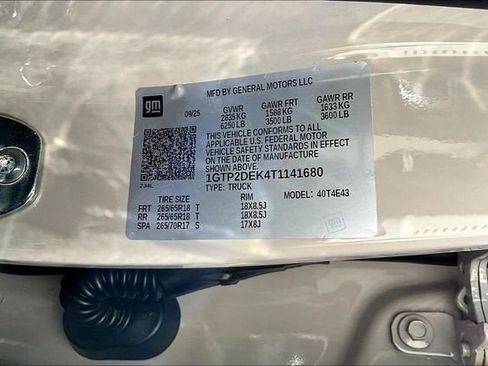 gm
MFD BY GENERAL MOTORS LLC
09/25 GVWR GAWR FRT GAWR RR
2835 KG 1588 KG 1633 KG
6250 LB 3500 LB 3600 LB
THIS VEHICLE CONFORMS TO ALL
APPLICABLE U.S. FEDERAL MOTOR
VEHICLE SAFETY STANDARDS IN EFFECT
ON THE DATE OF MANUFACTURE
SHOWN ABOVE.
1GTP2DEK4T1141680
TYPE: TRUCK MODEL: 40T4E43
234L
TIRE SIZE RIM
FRT 265/65R18 T 18X8.5J
RR 265/65R18 T 18X8.5J
SPA 265/70R17 S 17X8J